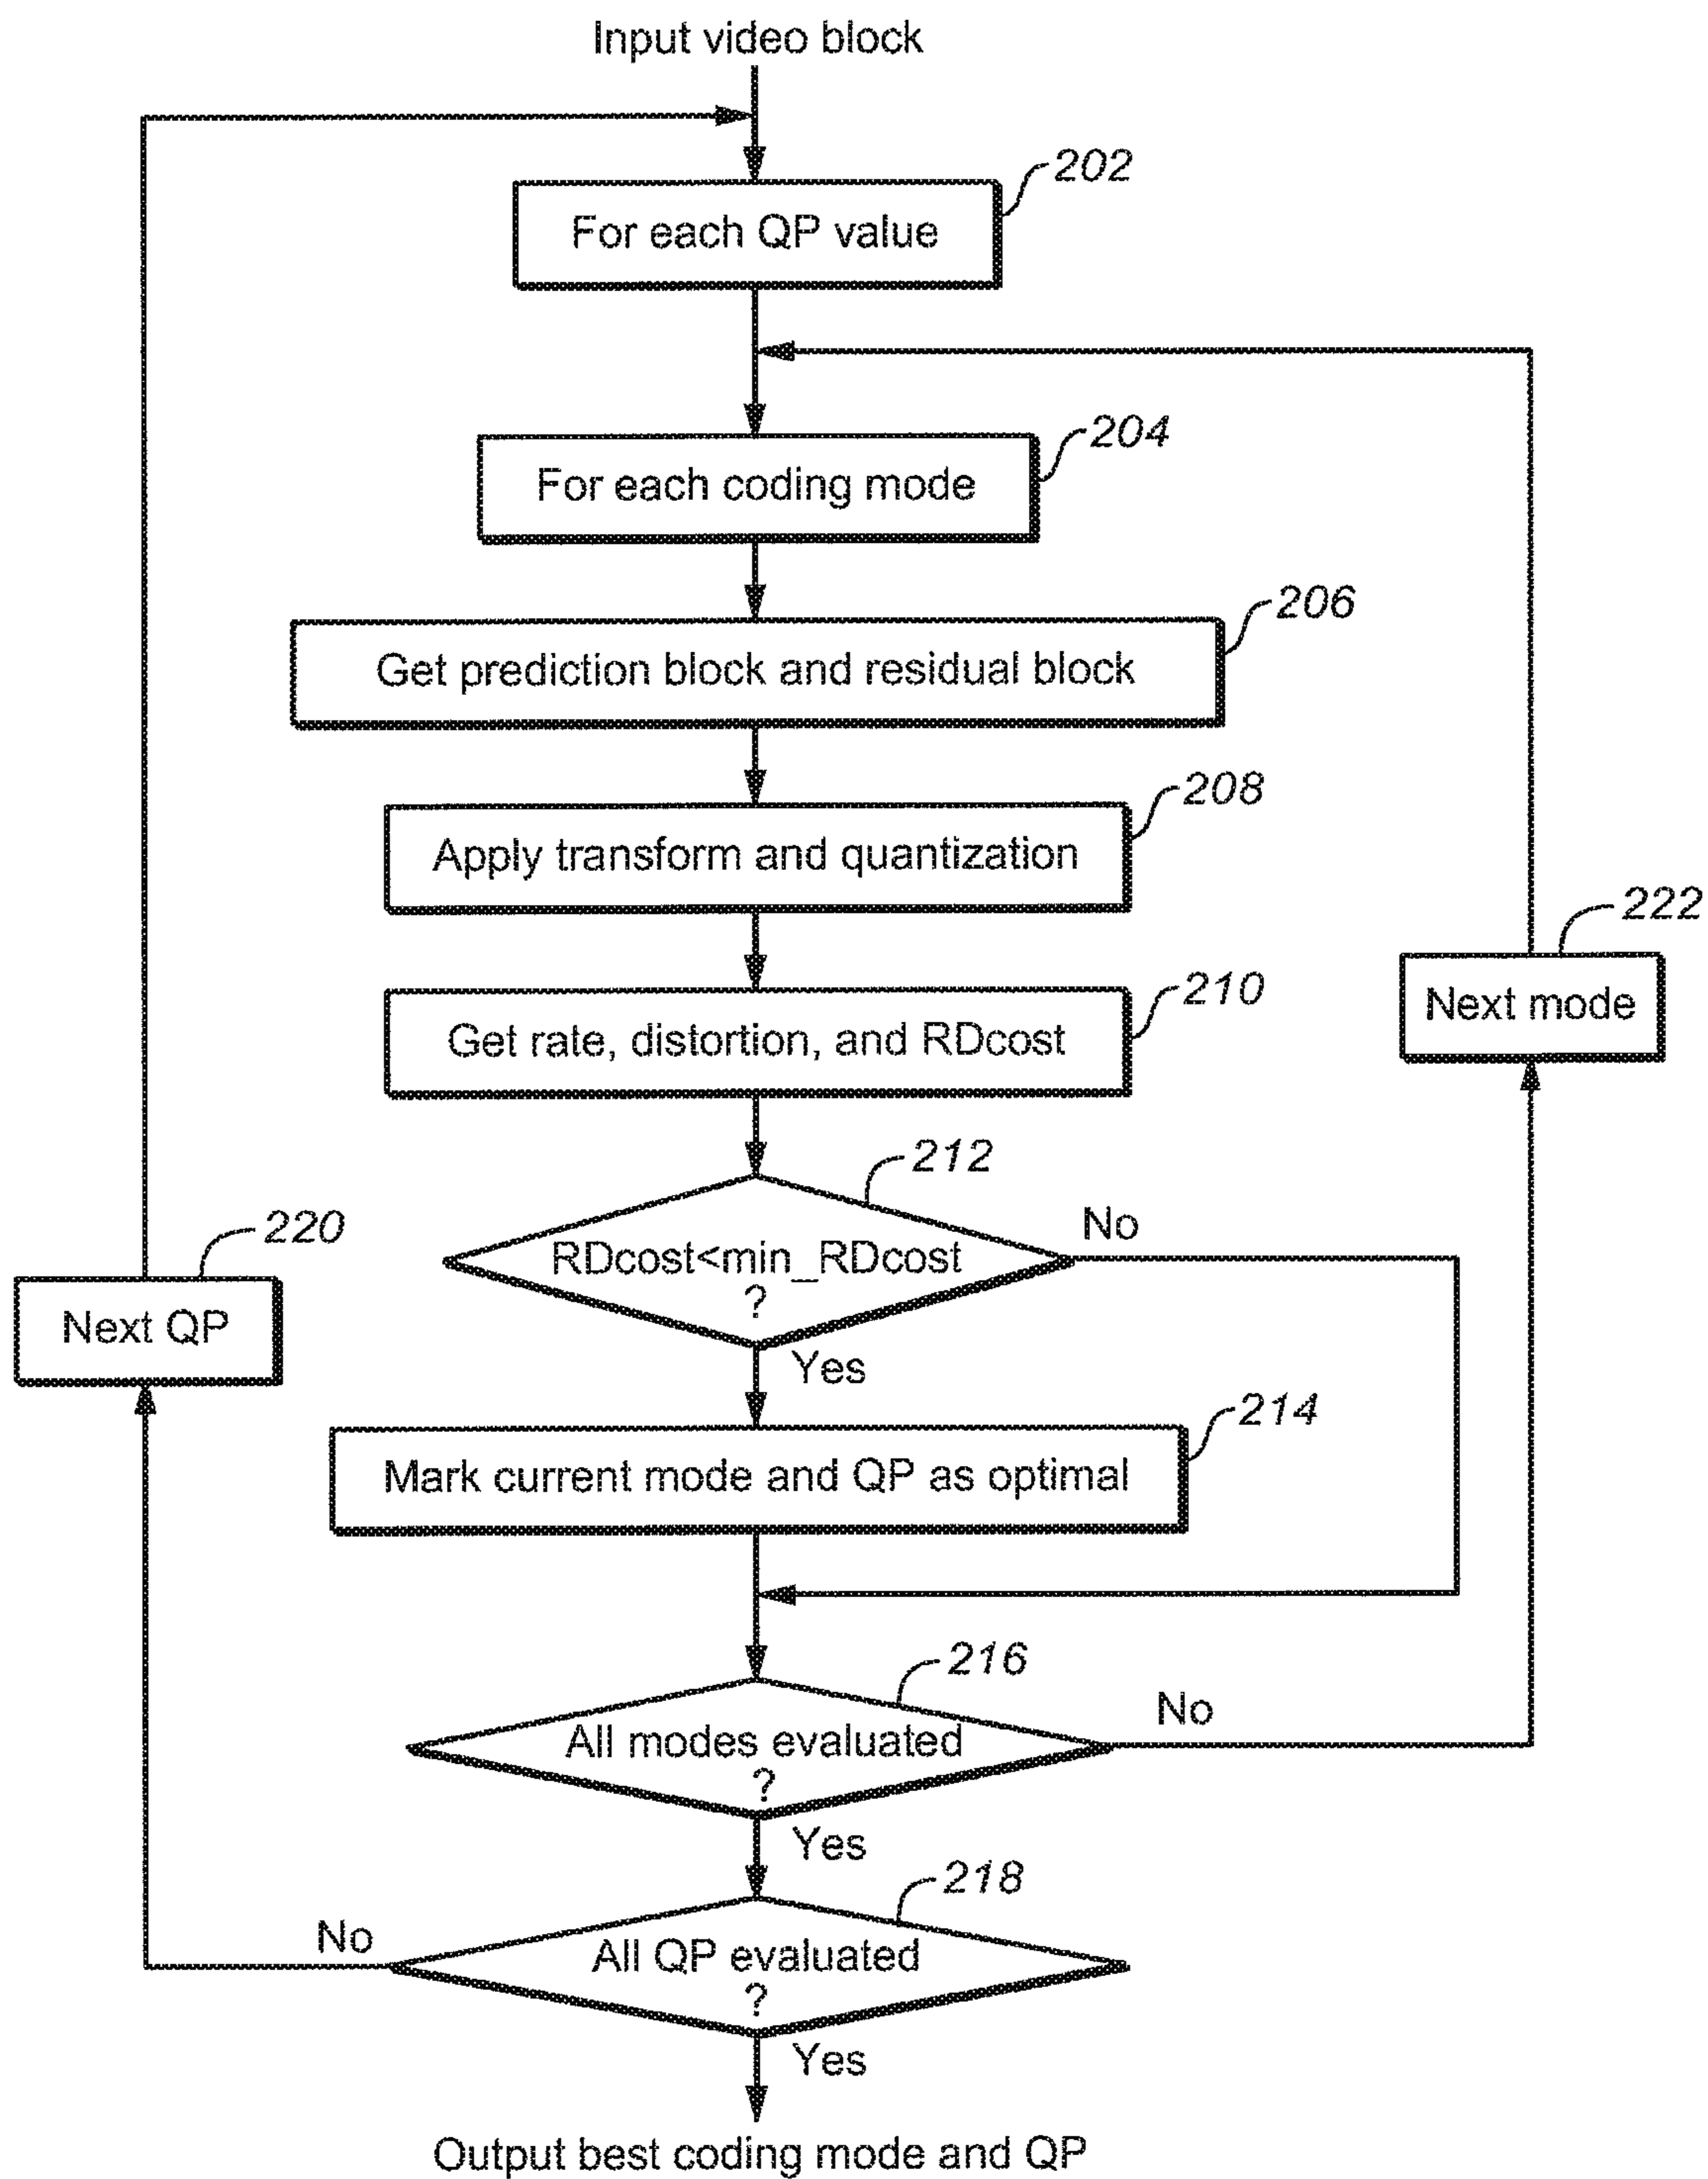 Input video block
202
For each QP value
204
For each coding mode
206
Get prediction block and residual block
208
Apply transform and quantization
222
Next mode
210
Get rate, distortion, and RDcost
212
No
RDcost<min_RDcost
?
220
Next QP
Yes
214
Mark current mode and QP as optimal
216
No
All modes evaluated
?
Yes
218
No
All QP evaluated
?
Yes
Output best coding mode and QP